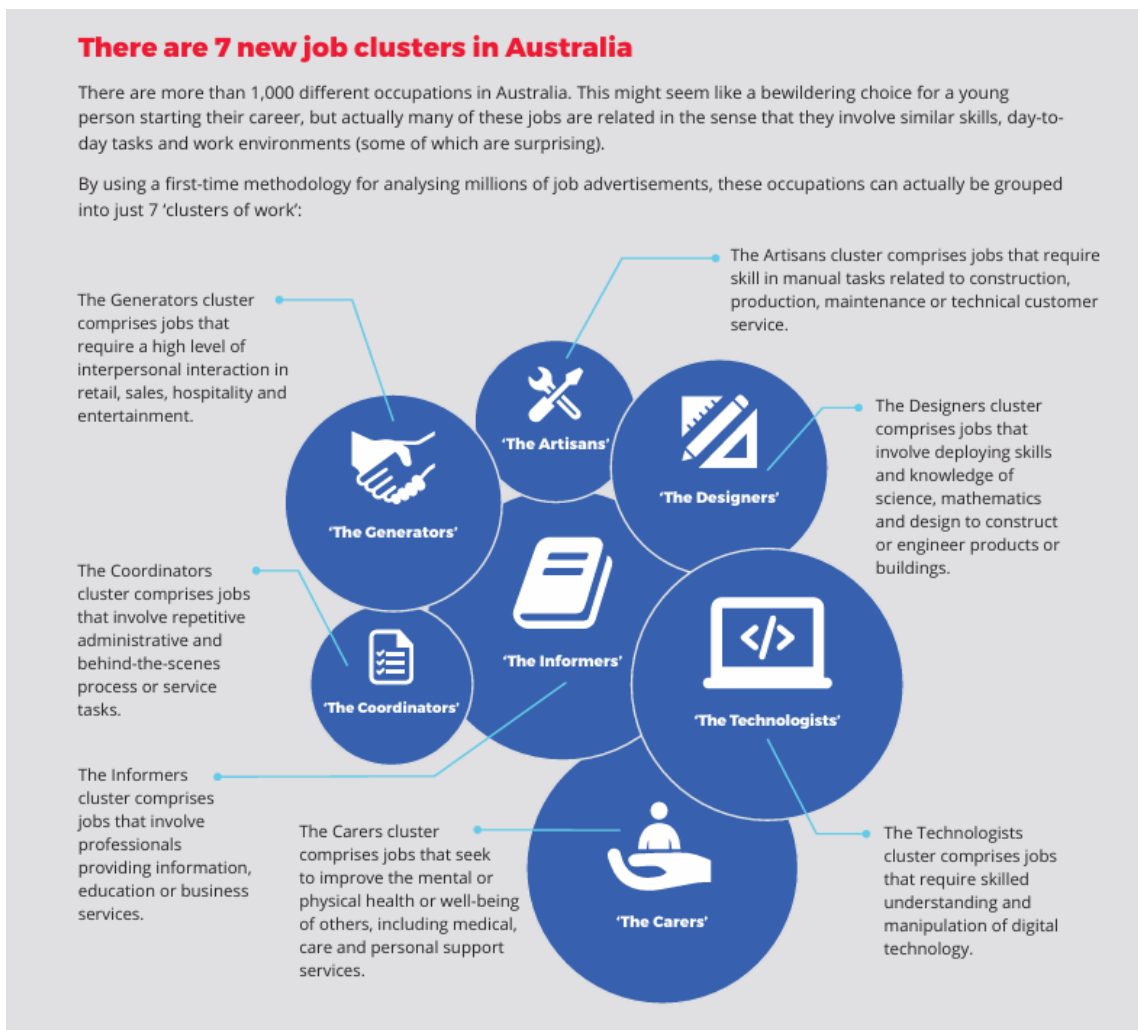 There are 7 new job clusters in Australia
There are more than 1,000 different occupations in Australia. This might seem like a bewildering choice for a young
person starting their career, but actually many of these jobs are related in the sense that they involve similar skills, day-to-
day tasks and work environments (some of which are surprising).
By using a first-time methodology for analysing millions of job advertisements, these occupations can actually be grouped
into just 7 ‘clusters of work’:
The Artisans cluster comprises jobs that require
skill in manual tasks related to construction,
production, maintenance or technical customer
service.
The Generators cluster
comprises jobs that
require a high level of
interpersonal interaction in
retail, sales, hospitality and
entertainment.
‘The Artisans’
The Designers cluster
comprises jobs that
involve deploying skills
and knowledge of
science, mathematics
and design to construct
or engineer products or
buildings.
‘The Designers’
‘The Generators’
The Coordinators
cluster comprises jobs
that involve repetitive
administrative and
behind-the-scenes
process or service
tasks.
‘The Informers’
‘The Coordinators’
‘The Technologists’
The Informers
cluster comprises
jobs that involve
professionals
providing information,
education or business
services.
The Carers cluster
comprises jobs that seek
to improve the mental or
physical health or well-being
of others, including medical,
care and personal support
services.
‘The Carers’
The Technologists
cluster comprises jobs
that require skilled
understanding and
manipulation of digital
technology.